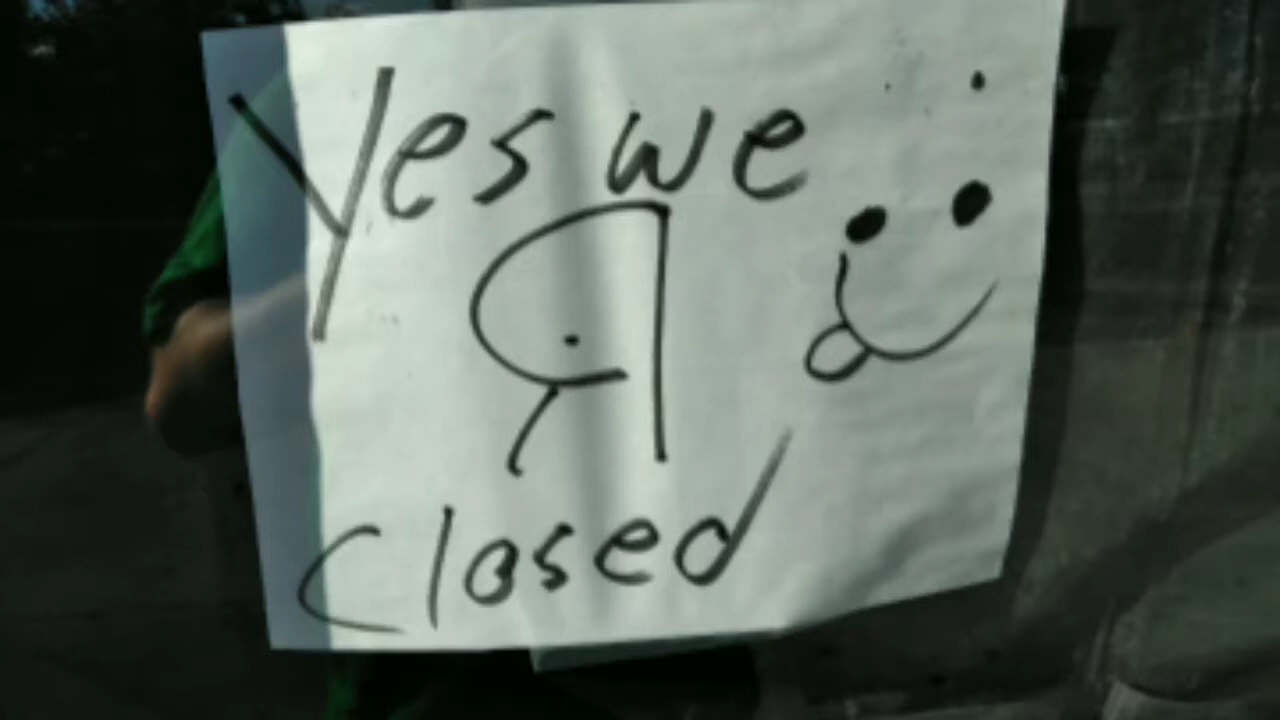 Yes we
Я
closed